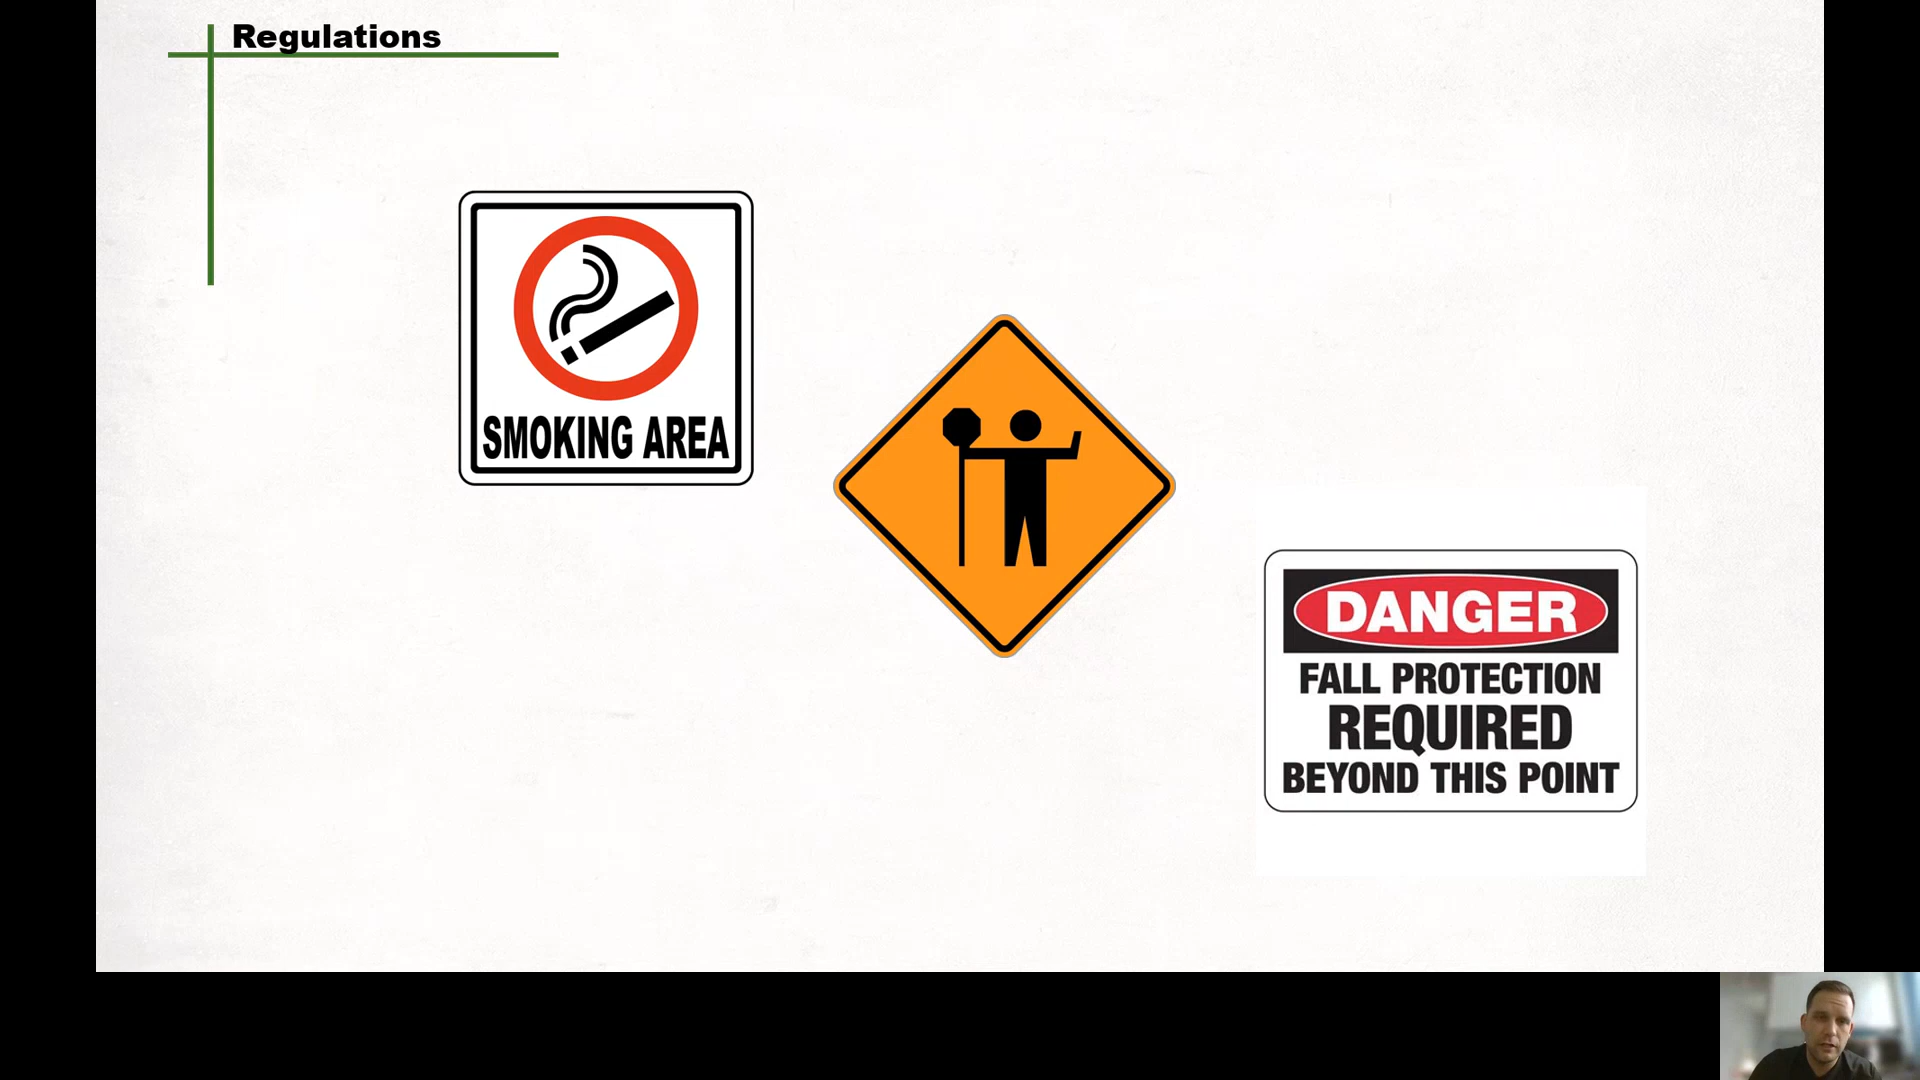 Regulations
SMOKING AREA
DANGER
FALL PROTECTION
REQUIRED
BEYOND THIS POINT